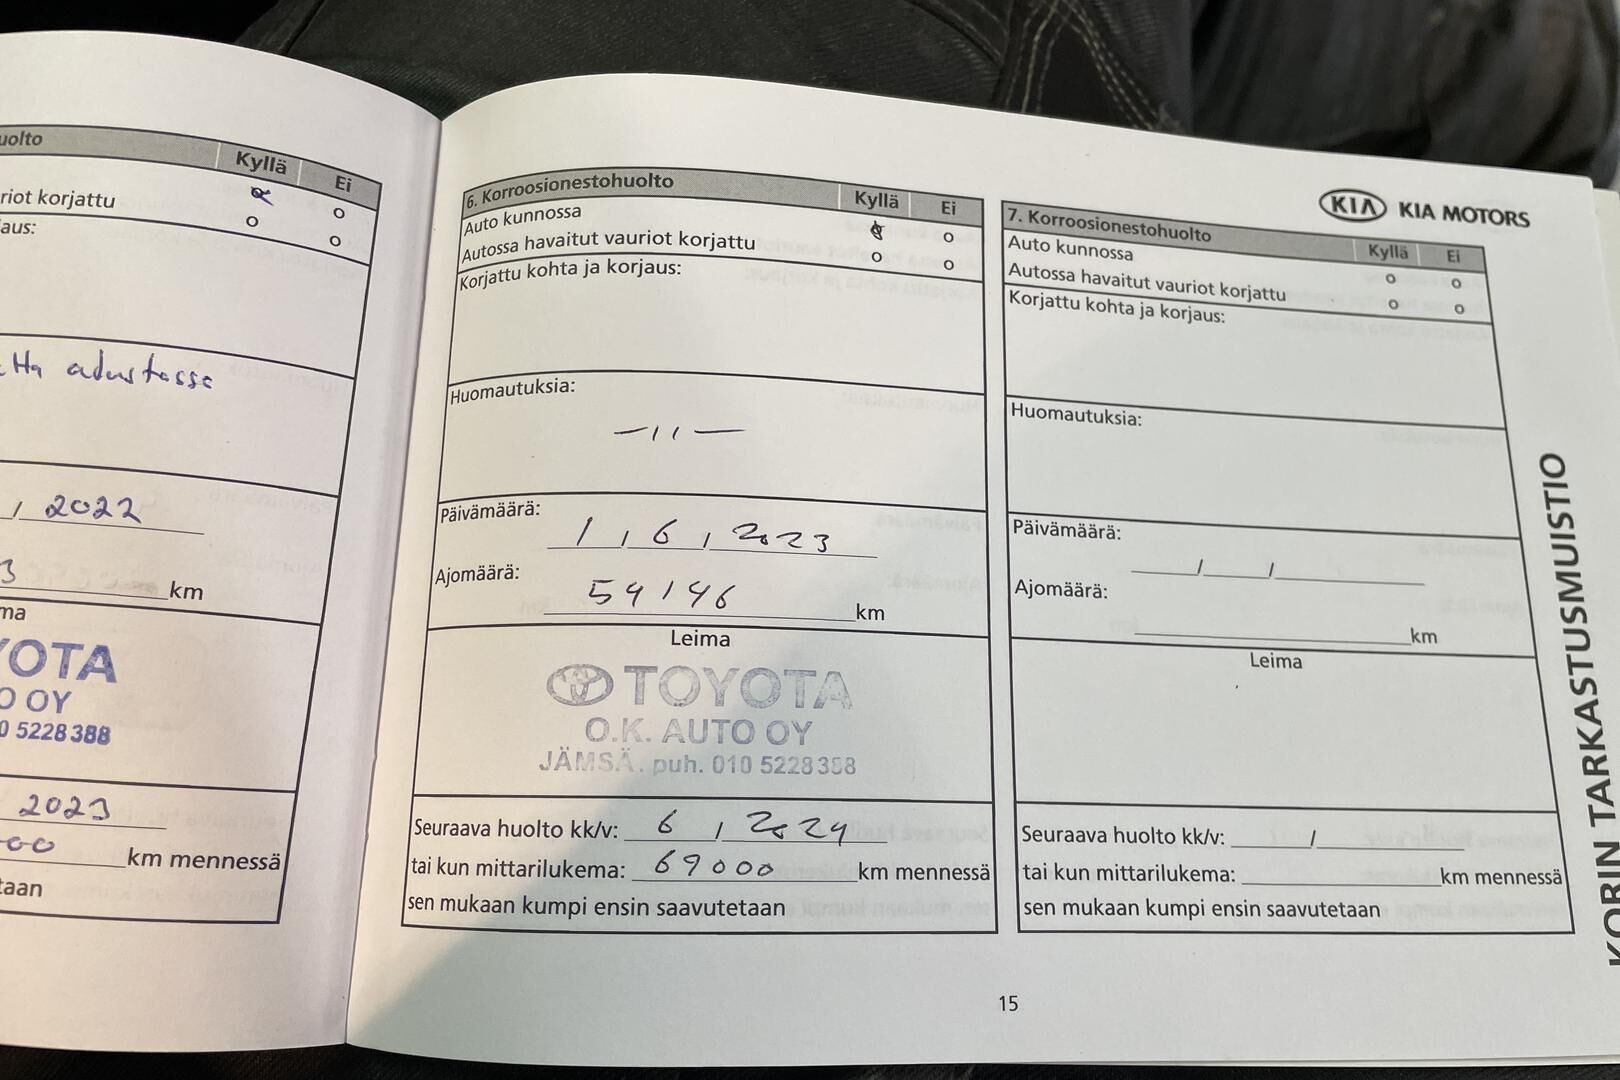 uolto Kyllä Ei
riot korjattu
aus:
adustassa
/ 2022
3 km
ma
YOTA
O OY
0 5228 388
2023
00 km mennessä
taan
6. Korroosionestohuolto Kyllä Ei
Auto kunnossa
Autossa havaitut vauriot korjattu
Korjattu kohta ja korjaus:
Huomautuksia:
—11—
Päivämäärä:
1 / 6 / 2023
Ajomäärä:
54146 km
Leima
TOYOTA
O.K. AUTO OY
JÄMSÄ. puh. 010 5228 388
Seuraava huolto kk/v: 6 / 2024
tai kun mittarilukema: 69000 km mennessä
sen mukaan kumpi ensin saavutetaan
KIA KIA MOTORS
7. Korroosionestohuolto Kyllä Ei
Auto kunnossa
Autossa havaitut vauriot korjattu
Korjattu kohta ja korjaus:
Huomautuksia:
Päivämäärä:
/ /
Ajomäärä:
km
Leima
Seuraava huolto kk/v: /
tai kun mittarilukema: km mennessä
sen mukaan kumpi ensin saavutetaan
KORIN TARKASTUSMUISTIO
15